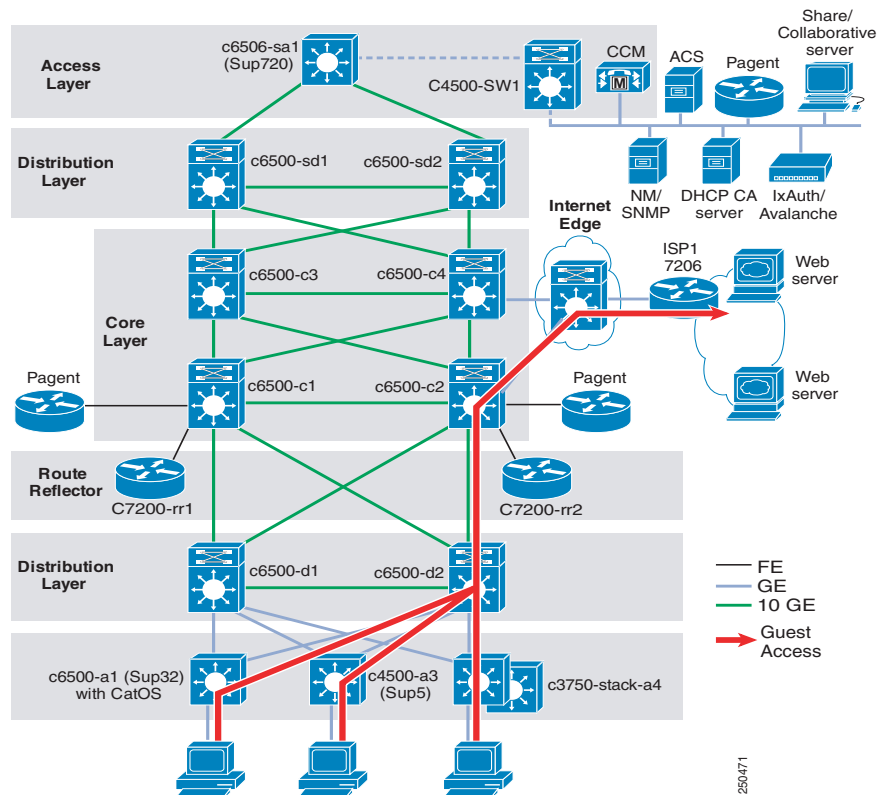 c6506-sa1
(Sup720)
Access
Layer
C4500-SW1
CCM
M
ACS
Pagent
Share/
Collaborative
server
Distribution
Layer
c6500-sd1
c6500-sd2
NM/
SNMP
DHCP CA
server
IxAuth/
Avalanche
Internet
Edge
ISP1
7206
Web
server
c6500-c3
c6500-c4
Core
Layer
Web
server
c6500-c1
c6500-c2
Pagent
Pagent
Route
Reflector
C7200-rr1
C7200-rr2
Distribution
Layer
c6500-d1
c6500-d2
FE
GE
10 GE
Guest
Access
c6500-a1 (Sup32)
with CatOS
c4500-a3
(Sup5)
c3750-stack-a4
250471